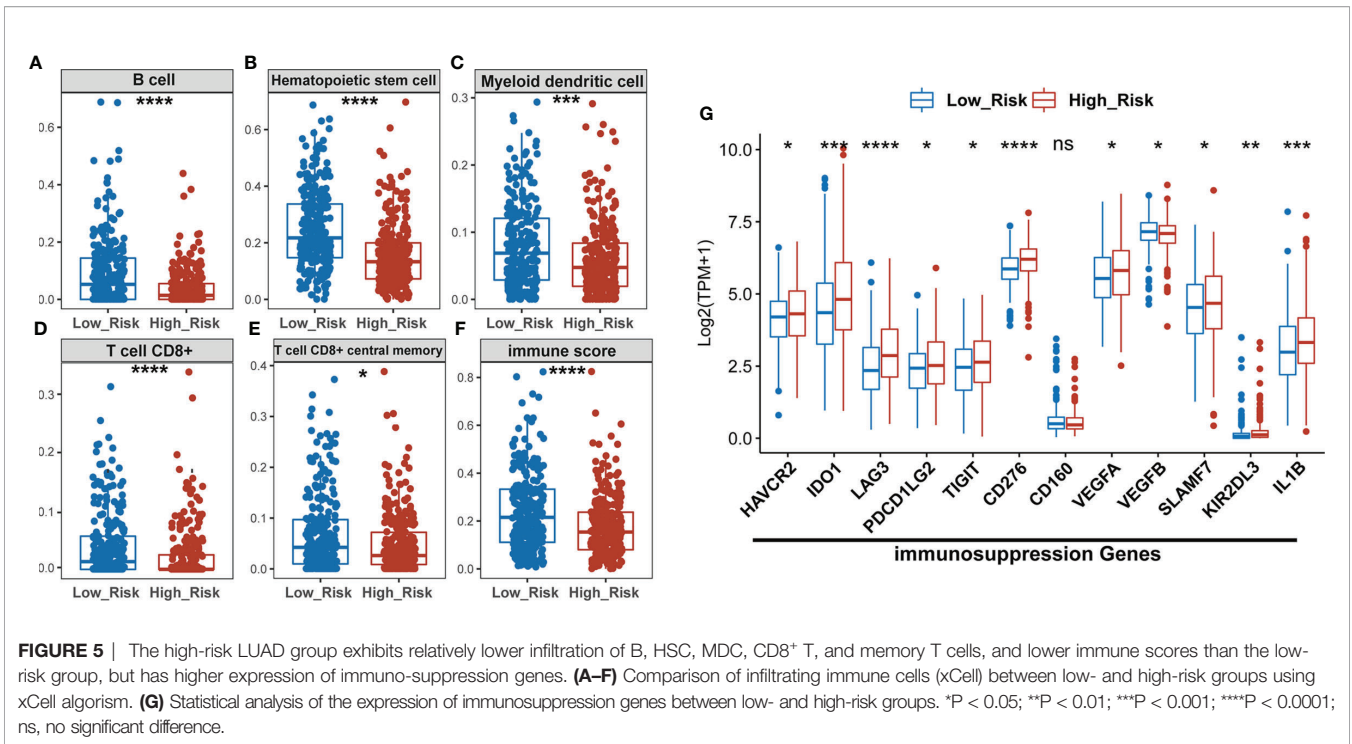 A
B cell
****
0.6
0.4
0.2
0.0
Low_Risk High_Risk
B
Hematopoietic stem cell
****
0.6
0.4
0.2
0.0
C
Myeloid dendritic cell
***
0.3
0.2
0.1
0.0
D
T cell CD8+
****
0.3
0.2
0.1
0.0
Low_Risk High_Risk
E
T cell CD8+ central memory
*
0.4
0.3
0.2
0.1
0.0
Low_Risk High_Risk
F
immune score
****
0.8
0.6
0.4
0.2
0.0
Low_Risk High_Risk
G
Low_Risk High_Risk
* *** **** * * **** ns * * * ** ***
Log2(TPM+1)
10.0
7.5
5.0
2.5
0.0
HAVCR2
IDO1
LAG3
PDCD1LG2
TIGIT
CD276
CD160
VEGFA
VEGFB
SLAMF7
KIR2DL3
IL1B
immunosuppression Genes
FIGURE 5 | The high-risk LUAD group exhibits relatively lower infiltration of B, HSC, MDC, CD8⁺ T, and memory T cells, and lower immune scores than the low-
risk group, but has higher expression of immuno-suppression genes. (A–F) Comparison of infiltrating immune cells (xCell) between low- and high-risk groups using
xCell algorism. (G) Statistical analysis of the expression of immunosuppression genes between low- and high-risk groups. *P < 0.05; **P < 0.01; ***P < 0.001; ****P < 0.0001;
ns, no significant difference.